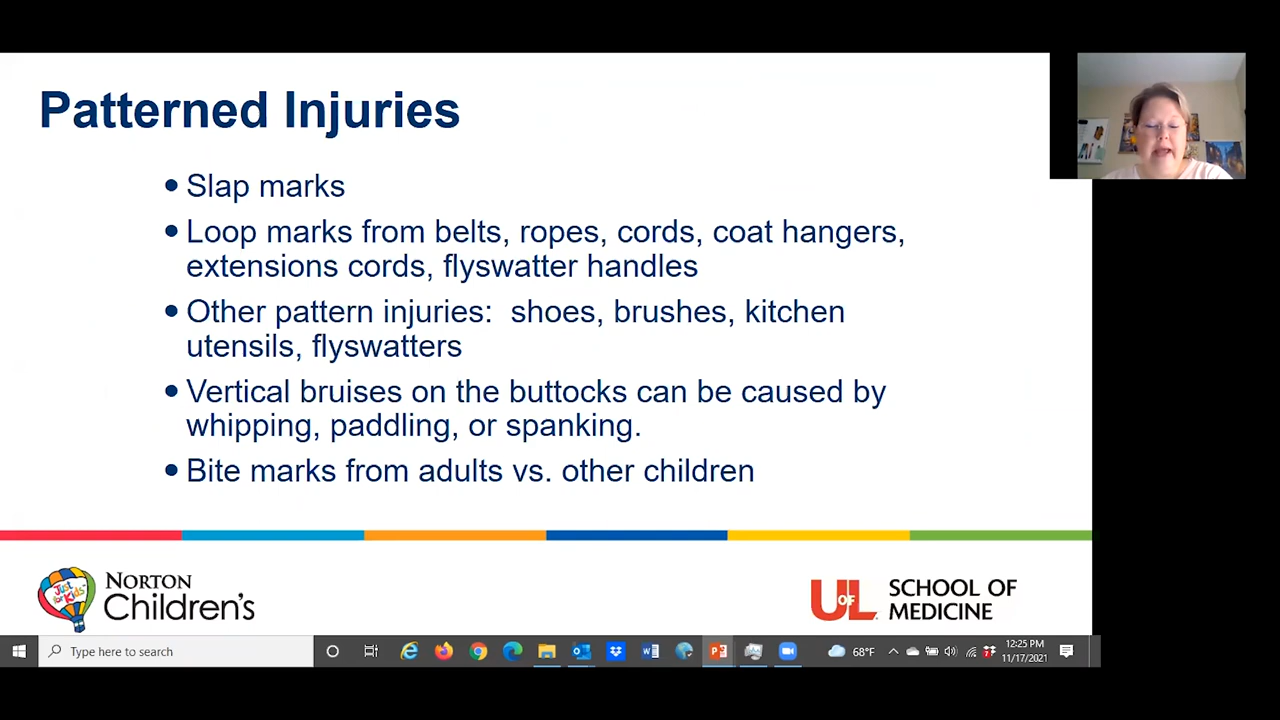 Patterned Injuries
• Slap marks
• Loop marks from belts, ropes, cords, coat hangers,
extensions cords, flyswatter handles
• Other pattern injuries:  shoes, brushes, kitchen
utensils, flyswatters
• Vertical bruises on the buttocks can be caused by
whipping, paddling, or spanking.
• Bite marks from adults vs. other children
Just for Kids
NORTON
Children's
UofL
SCHOOL OF
MEDICINE
Type here to search
68°F
12:25 PM
11/17/2021